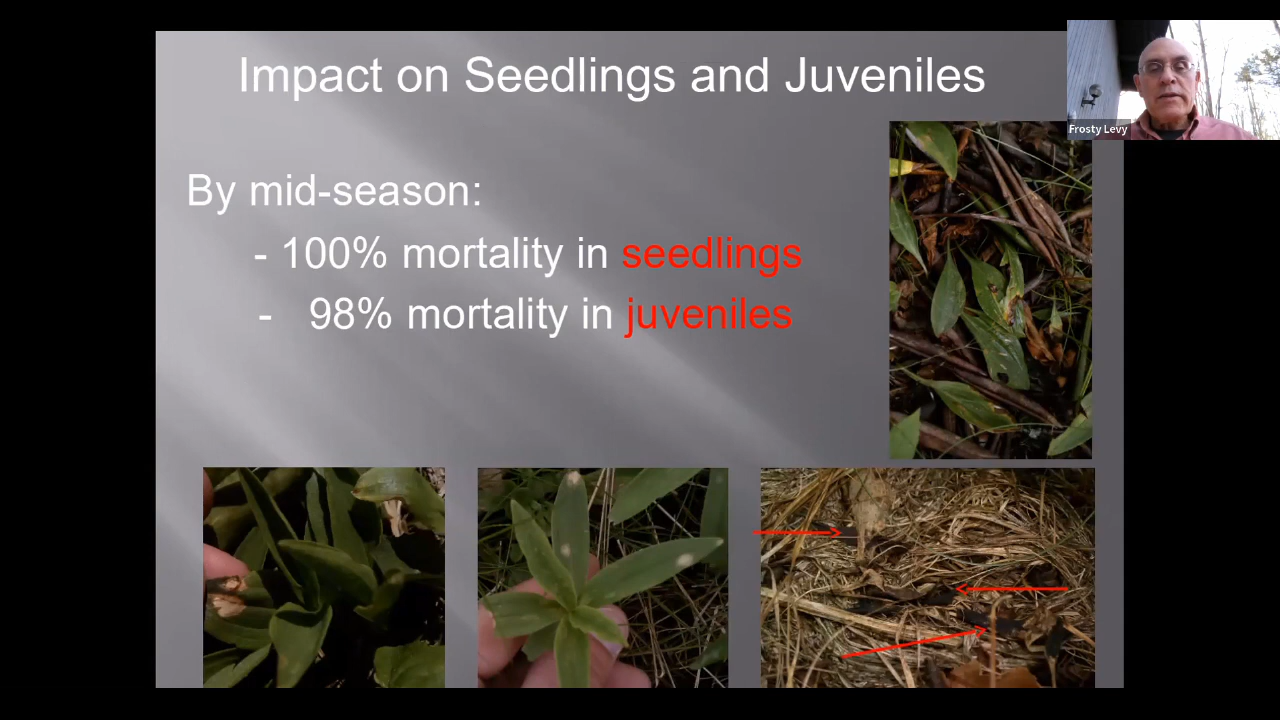 Impact on Seedlings and Juveniles
Frosty Levy
By mid-season:
- 100% mortality in seedlings
- 98% mortality in juveniles